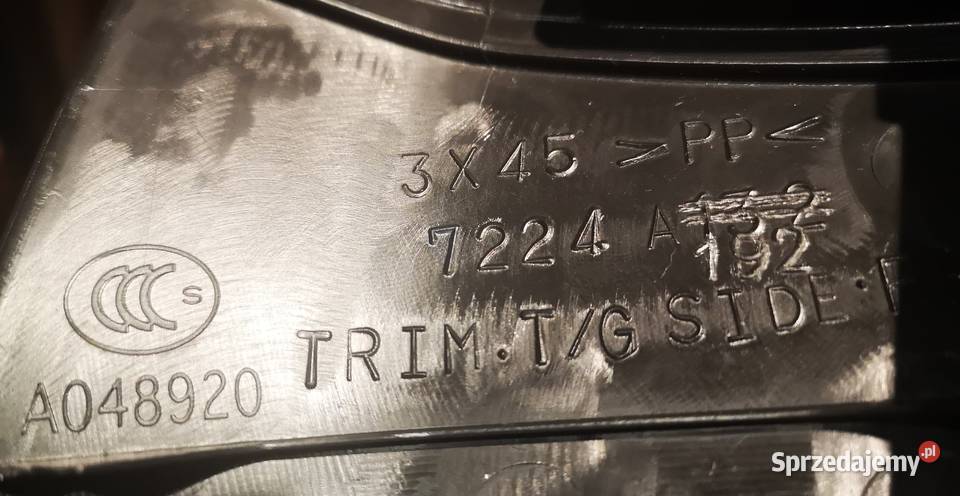 3X45 >PP<
7224 A
192
TRIM.T/G SIDE.
CCC S
A048920
Sprzedajemy.pl